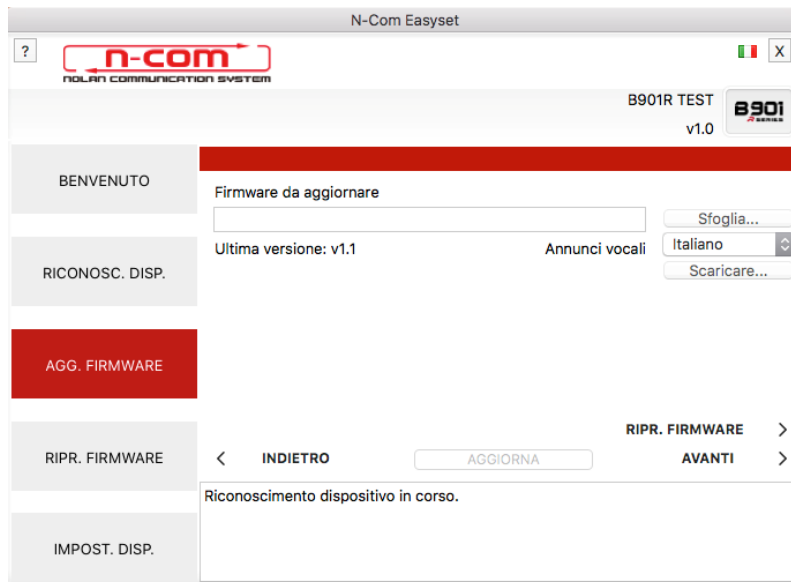 N-Com Easyset
?
n-com
NOLAN COMMUNICATION SYSTEM
X
B901R TEST
v1.0
B901
R SERIES
BENVENUTO
RICONOSC. DISP.
AGG. FIRMWARE
RIPR. FIRMWARE
IMPOST. DISP.
Firmware da aggiornare
Sfoglia...
Ultima versione: v1.1
Annunci vocali
Italiano
Scaricare...
RIPR. FIRMWARE >
< INDIETRO
AGGIORNA
AVANTI >
Riconoscimento dispositivo in corso.